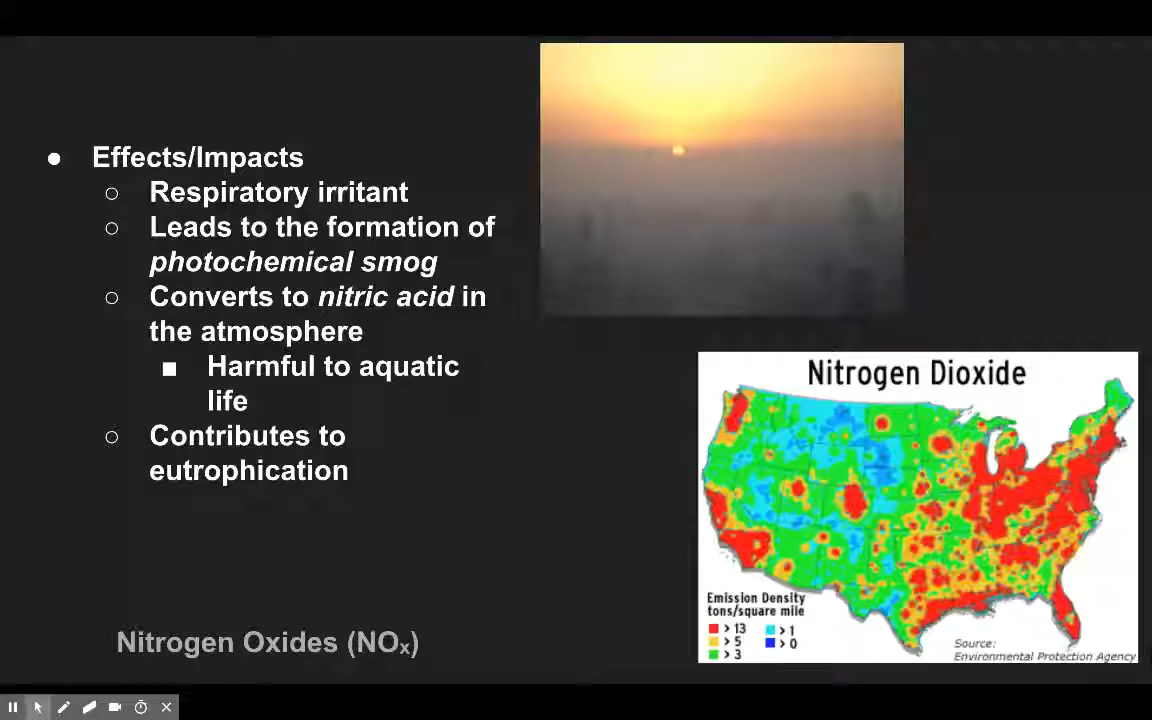 Effects/Impacts
Respiratory irritant
Leads to the formation of
photochemical smog
Converts to nitric acid in
the atmosphere
Harmful to aquatic
life
Contributes to
eutrophication
Nitrogen Oxides (NOₓ)
Nitrogen Dioxide
Emission Density
tons/square mile
> 13 > 1
> 5 > 0
> 3
Source:
Environmental Protection Agency